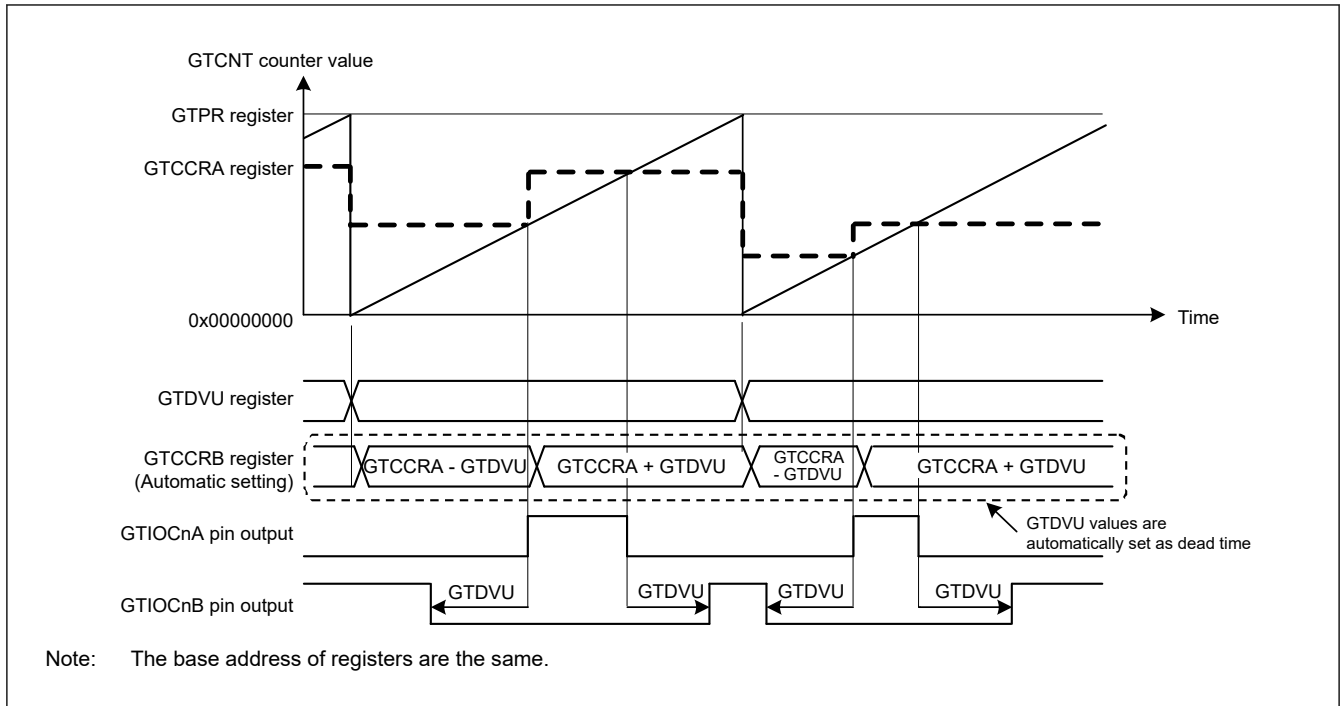 GTCNT counter value
GTPR register
GTCCRA register
0x00000000
Time
GTDVU register
GTCCRB register
(Automatic setting)
GTCCRA - GTDVU
GTCCRA + GTDVU
GTCCRA
- GTDVU
GTCCRA + GTDVU
GTDVU values are
automatically set as dead time
GTIOCnA pin output
GTIOCnB pin output
GTDVU
GTDVU
GTDVU
GTDVU
Note: The base address of registers are the same.